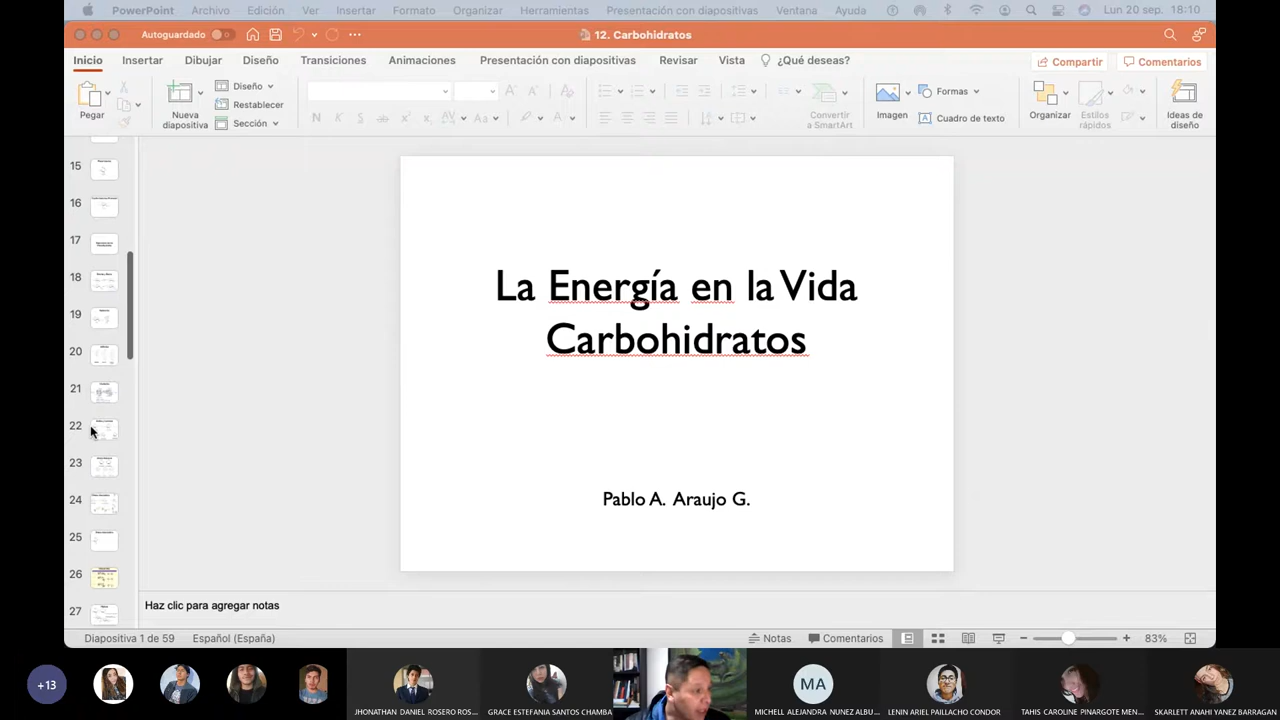 PowerPoint Archivo Edición Ver Insertar Formato Organizar Herramientas Presentación con diapositivas Ventana Ayuda Lun 20 sep. 18:10
Autoguardado 12. Carbohidratos
Inicio Insertar Dibujar Diseño Transiciones Animaciones Presentación con diapositivas Revisar Vista ¿Qué deseas? Compartir Comentarios
Pegar Nueva diapositiva Diseño Restablecer Sección N Convertir a SmartArt Imagen Formas Cuadro de texto Organizar Estilos rápidos Ideas de diseño
15
16
17
18
19
20
21
22
23
24
25
26
27
La Energía en la Vida
Carbohidratos
Pablo A. Araujo G.
Haz clic para agregar notas
Diapositiva 1 de 59 Español (España) Notas Comentarios 83%
+13
MA
JHONATHAN DANIEL ROSERO ROS... GRACE ESTEFANIA SANTOS CHAMBA MICHELL ALEJANDRA NUNEZ ALBU... LENIN ARIEL PAILLACHO CONDOR TAHIS CAROLINE PINARGOTE MEN... SKARLETT ANAHI YANEZ BARRAGAN